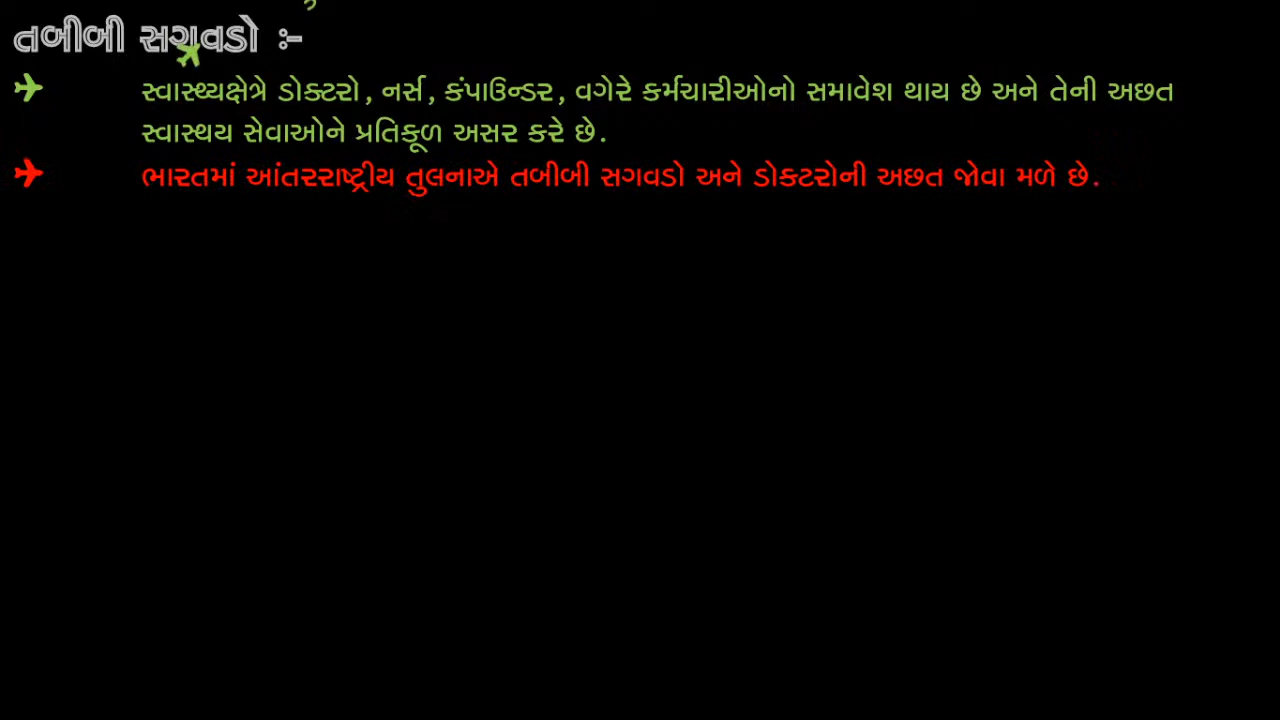 તબીબી સગવડો :-
સ્વાસ્થ્યક્ષેત્રે ડોક્ટરો, નર્સ, કંપાઉન્ડર, વગેરે કર્મચારીઓનો સમાવેશ થાય છે અને તેની અછત
સ્વાસ્થય સેવાઓને પ્રતિકૂળ અસર કરે છે.
ભારતમાં આંતરરાષ્ટ્રીય તુલનાએ તબીબી સગવડો અને ડોકટરોની અછત જોવા મળે છે.